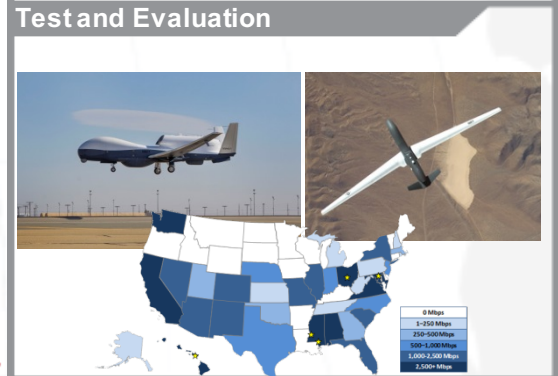 Test and Evaluation
0 Mbps
1–250 Mbps
250–500 Mbps
500–1,000 Mbps
1,000–2,500 Mbps
2,500+ Mbps